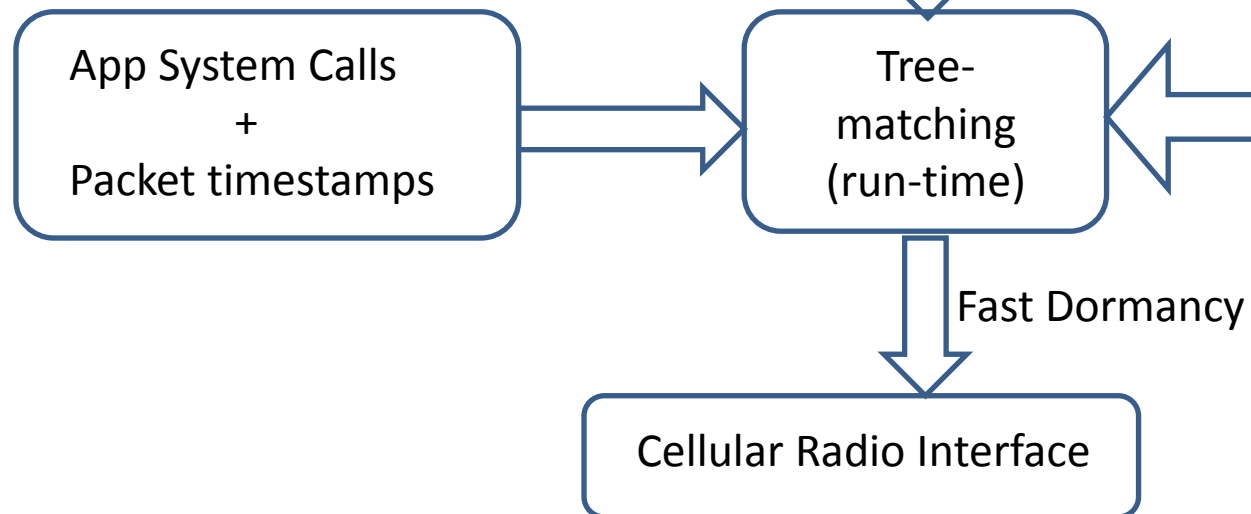 App System Calls
+
Packet timestamps
Tree-
matching
(run-time)
Fast Dormancy
Cellular Radio Interface